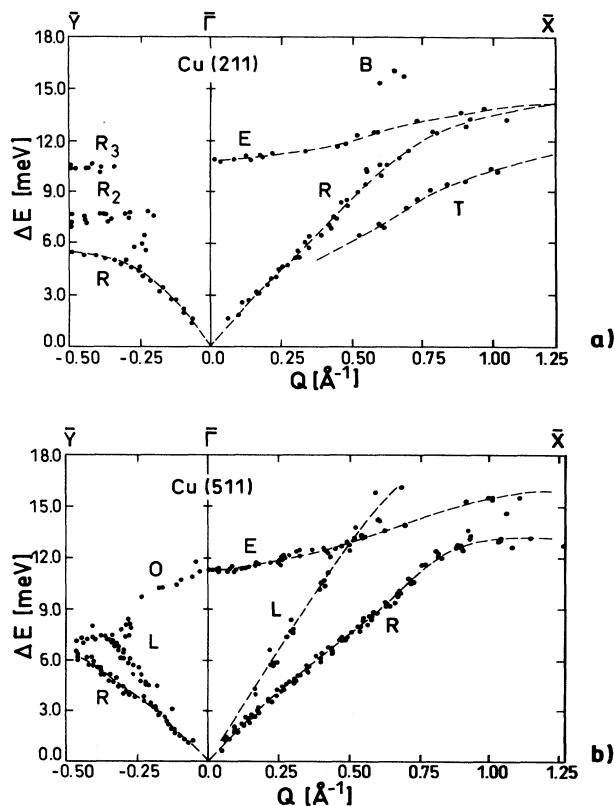 Ȳ Γ̄ X̄
18.0
Cu (211)
B
15.0
E
12.0
R₃
R
R₂
9.0
T
ΔE [meV]
6.0
R
3.0
0.0
-0.50 -0.25 0.0 0.25 0.50 0.75 1.00 1.25
Q [Å⁻¹]
a)
Ȳ Γ̄ X̄
18.0
Cu (511)
15.0
O E
12.0
L
9.0
L R
ΔE [meV]
6.0
R
3.0
0.0
-0.50 -0.25 0.0 0.25 0.50 0.75 1.00 1.25
Q [Å⁻¹]
b)